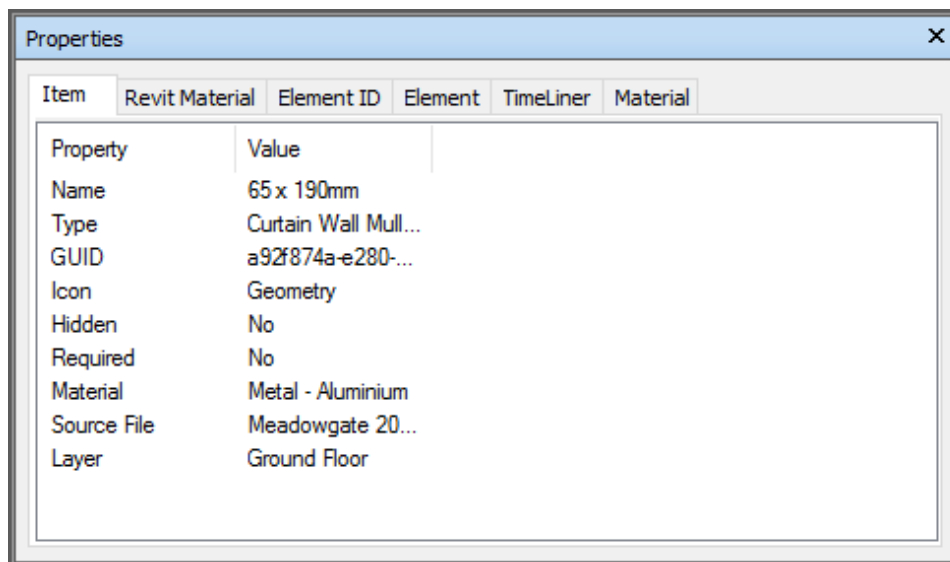 Properties
Item Revit Material Element ID Element TimeLiner Material
Property Value
Name 65 x 190mm
Type Curtain Wall Mull...
GUID a92f874a-e280-...
Icon Geometry
Hidden No
Required No
Material Metal - Aluminium
Source File Meadowgate 20...
Layer Ground Floor